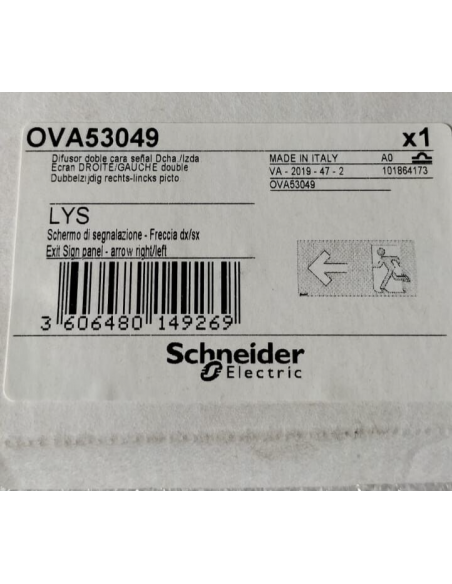 OVA53049
x1
Difusor doble cara señal Dcha./Izda
Ecran DROITE/GAUCHE double
Dubbelzijdig rechts-lincks picto
MADE IN ITALY A0
VA - 2019 - 47 - 2 101864173
OVA53049
LYS
Schermo di segnalazione - Freccia dx/sx
Exit Sign panel - arrow right/left
3 606480 149269
Schneider
Electric